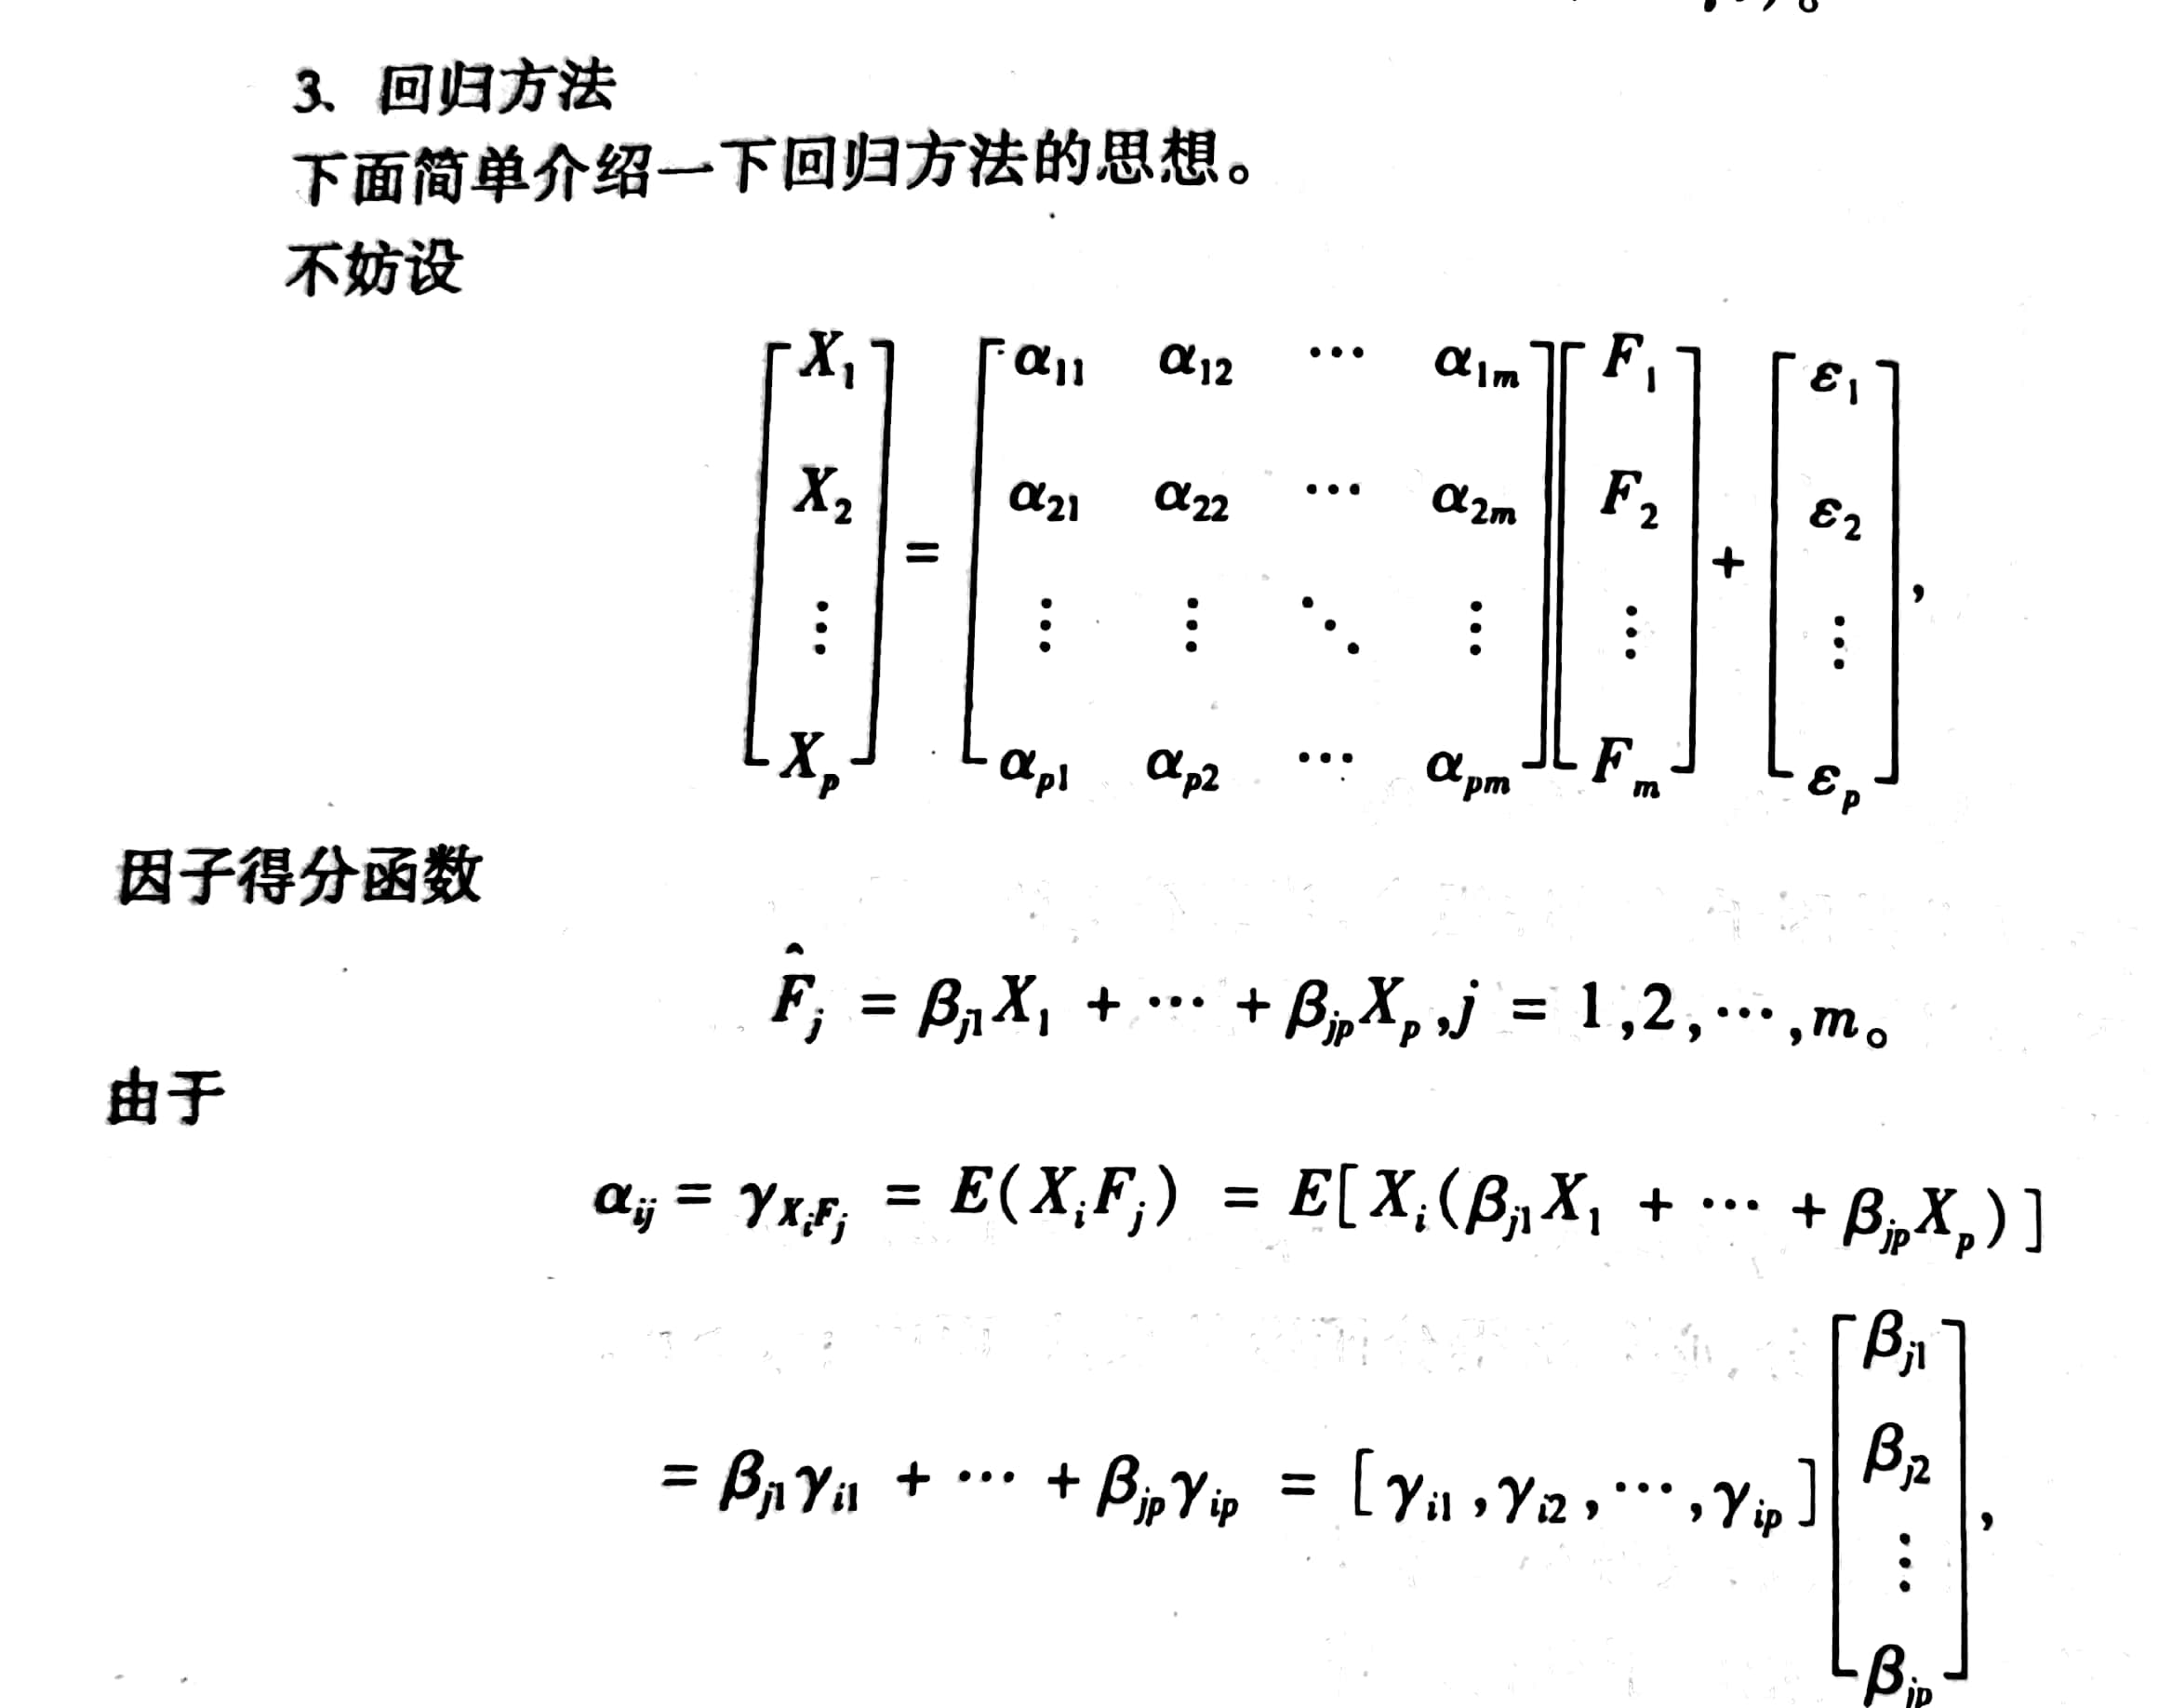 3. 回归方法
下面简单介绍一下回归方法的思想。
不妨设
$$\begin{bmatrix} X_1 \\ X_2 \\ \vdots \\ X_p \end{bmatrix} = \begin{bmatrix} \alpha_{11} & \alpha_{12} & \cdots & \alpha_{1m} \\ \alpha_{21} & \alpha_{22} & \cdots & \alpha_{2m} \\ \vdots & \vdots & \ddots & \vdots \\ \alpha_{p1} & \alpha_{p2} & \cdots & \alpha_{pm} \end{bmatrix} \begin{bmatrix} F_1 \\ F_2 \\ \vdots \\ F_m \end{bmatrix} + \begin{bmatrix} \varepsilon_1 \\ \varepsilon_2 \\ \vdots \\ \varepsilon_p \end{bmatrix},$$
因子得分函数
$$\hat{F}_j = \beta_{j1}X_1 + \cdots + \beta_{jp}X_p, j = 1,2,\cdots,m。$$
由于
$$\alpha_{ij} = \gamma_{X_iF_j} = E(X_iF_j) = E[X_i(\beta_{j1}X_1 + \cdots + \beta_{jp}X_p)]$$
$$= \beta_{j1}\gamma_{i1} + \cdots + \beta_{jp}\gamma_{ip} = [\gamma_{i1},\gamma_{i2},\cdots,\gamma_{ip}] \begin{bmatrix} \beta_{j1} \\ \beta_{j2} \\ \vdots \\ \beta_{jp} \end{bmatrix},$$